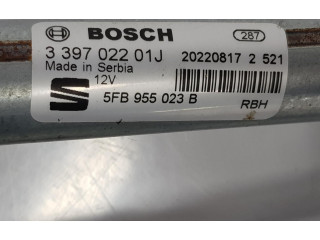 BOSCH 287
3 397 022 01J 20220817 2 521
Made in Serbia
12V
5FB 955 023 B RBH